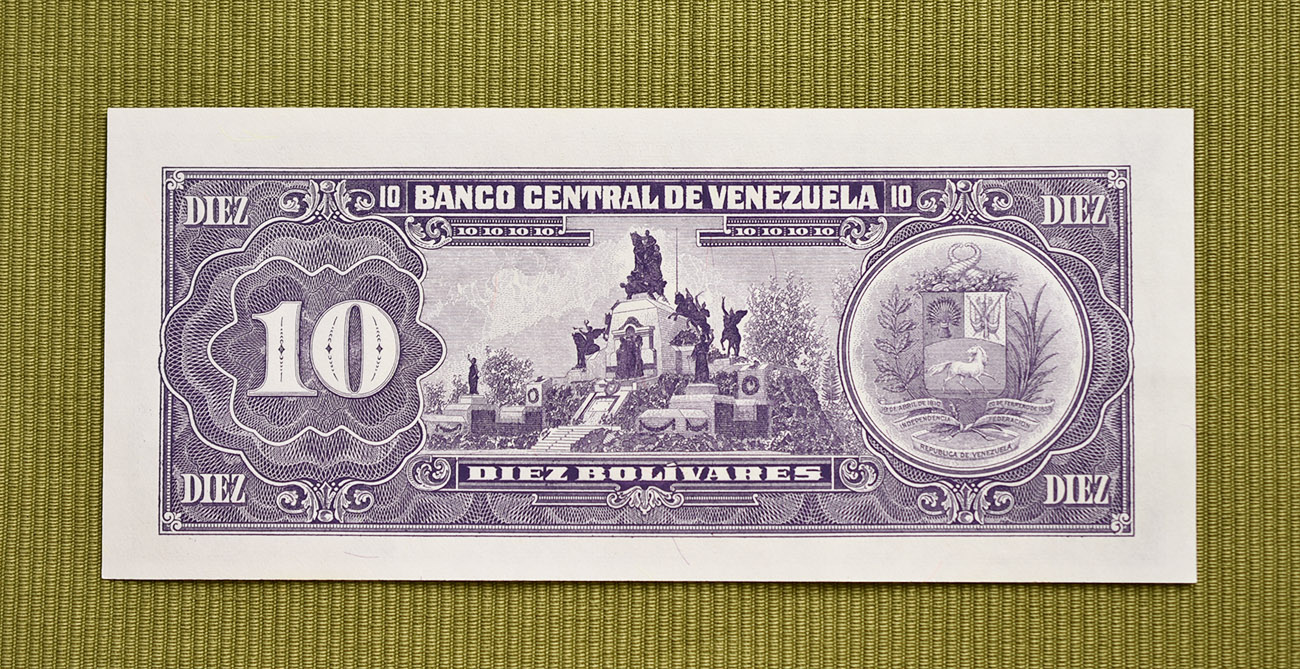 10 BANCO CENTRAL DE VENEZUELA 10
DIEZ
DIEZ
10 10 10 10
10 10 10 10
10
INDEPENDENCIA
REPUBLICA DE VENEZUELA
DIEZ BOLÍVARES
DIEZ
DIEZ